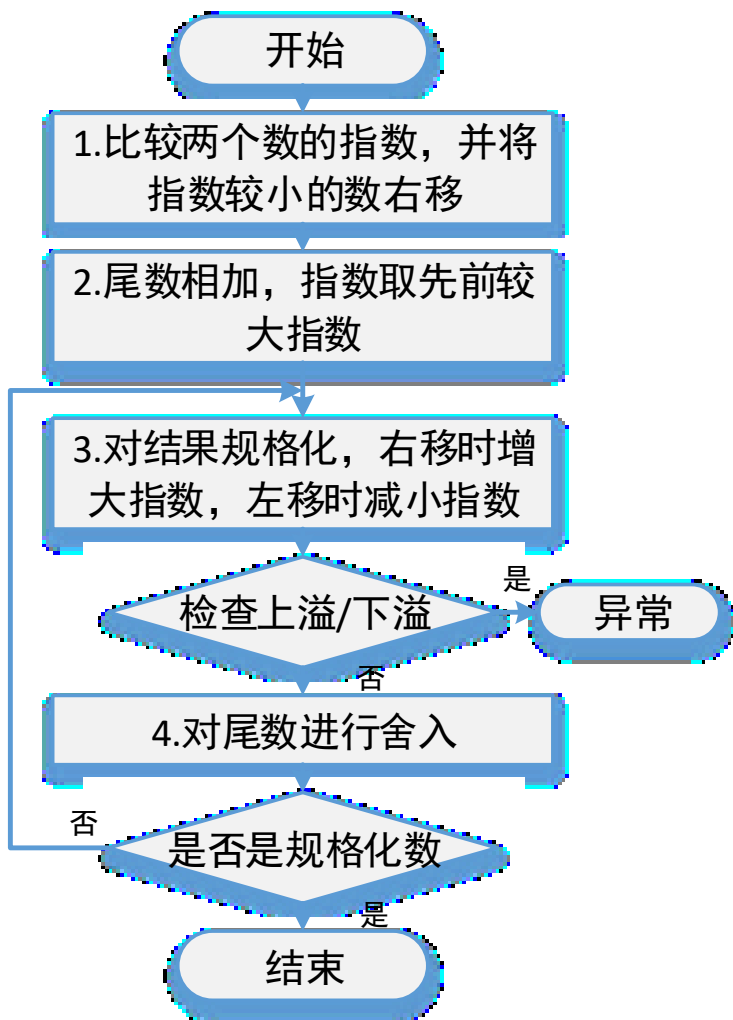 开始
1.比较两个数的指数，并将
指数较小的数右移
2.尾数相加，指数取先前较
大指数
3.对结果规格化，右移时增
大指数，左移时减小指数
检查上溢/下溢
是
异常
否
4.对尾数进行舍入
否
是否是规格化数
是
结束